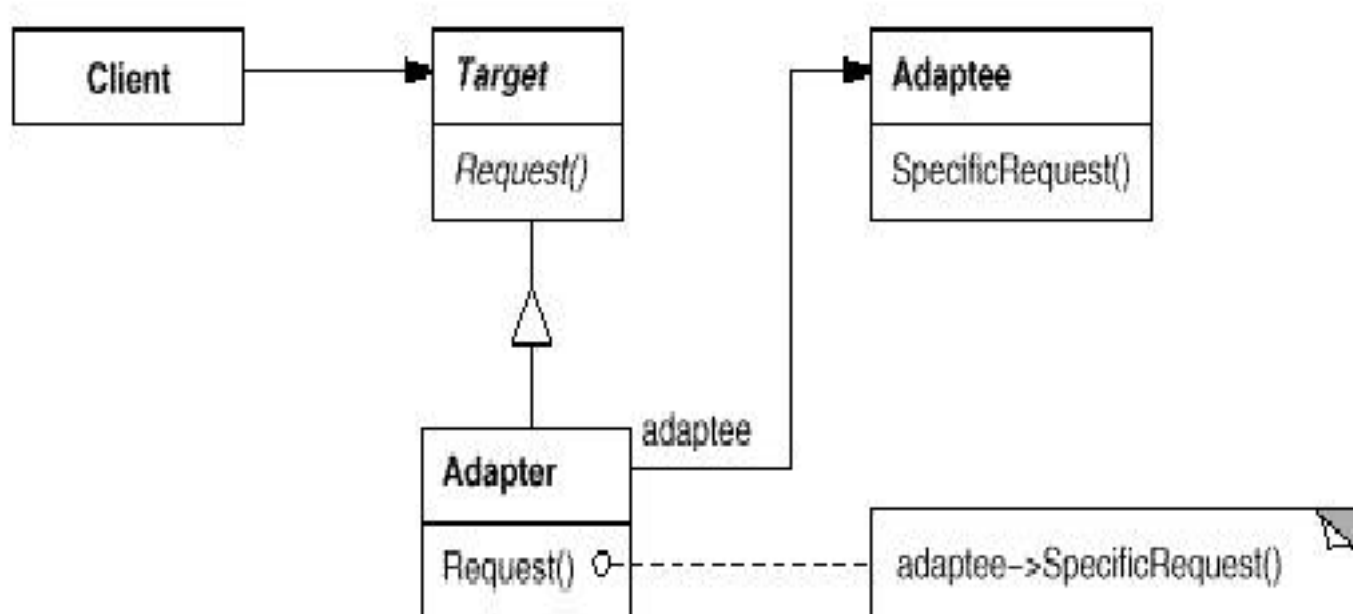 Client
Target
Request()
Adaptee
SpecificRequest()
adaptee
Adapter
Request()
adaptee->SpecificRequest()